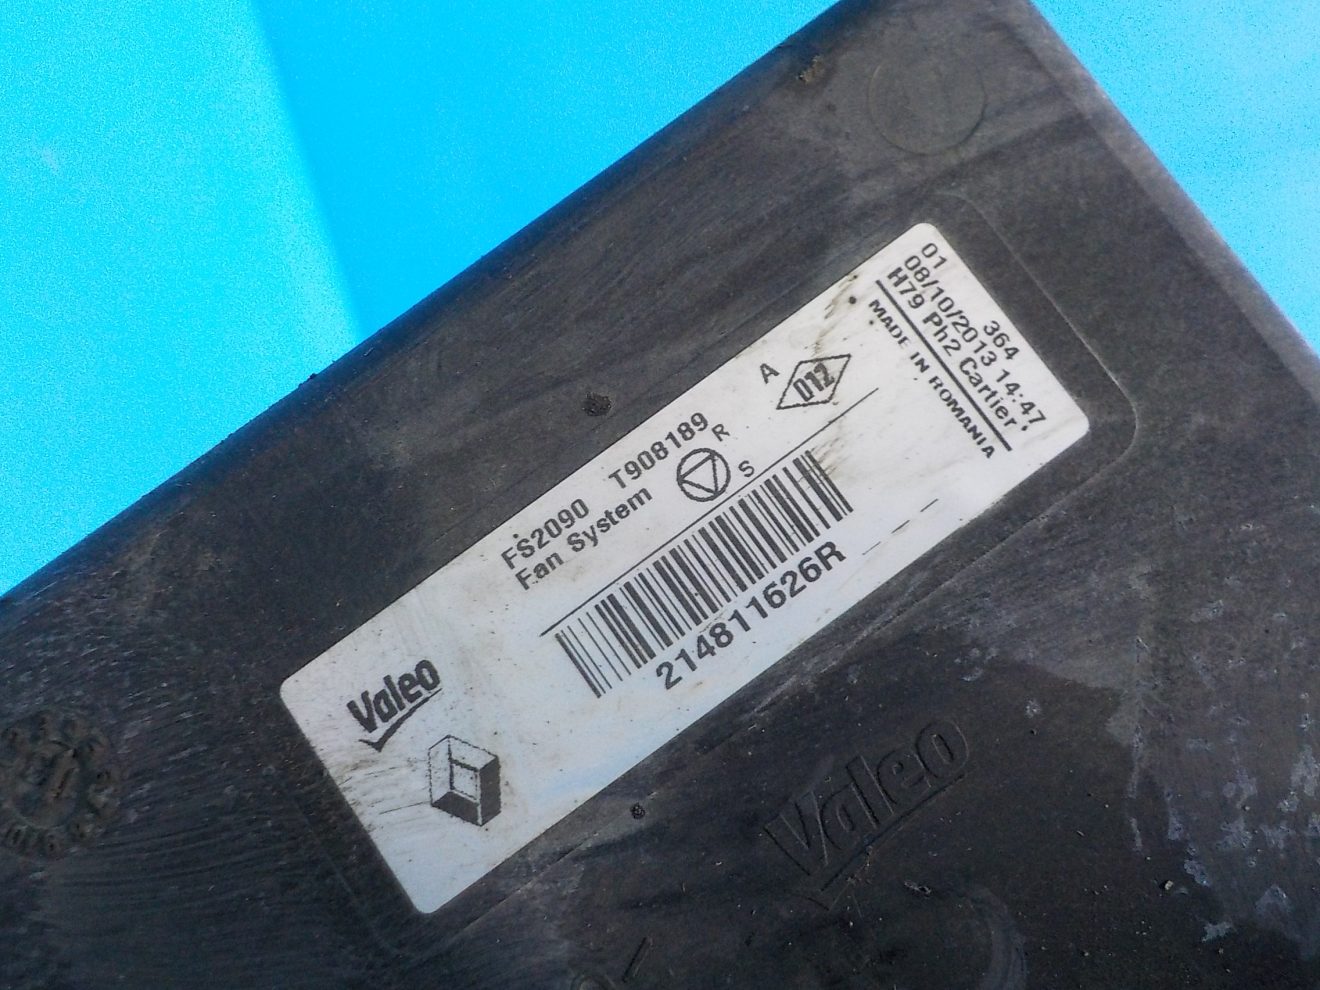 01 364
08/10/2013 14:47
H79 Ph2 Cartier
MADE IN ROMANIA
A
D12
FS2090 T908189
Fan System
R
S
214811626R
Valeo
Valeo